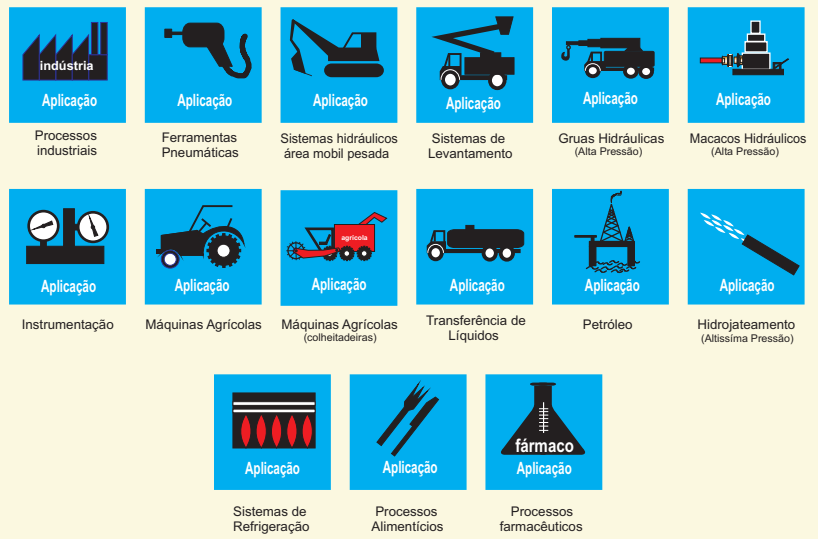 indústria
Aplicação
Aplicação
Aplicação
Aplicação
Aplicação
Aplicação
Processos
industriais
Ferramentas
Pneumáticas
Sistemas hidráulicos
área mobil pesada
Sistemas de
Levantamento
Gruas Hidráulicas
(Alta Pressão)
Macacos Hidráulicos
(Alta Pressão)
Aplicação
Aplicação
agrícola
Aplicação
Aplicação
Aplicação
Aplicação
Instrumentação
Máquinas Agrícolas
Máquinas Agrícolas
(colheitadeiras)
Transferência de
Líquidos
Petróleo
Hidrojateamento
(Altissíma Pressão)
Aplicação
Aplicação
fármaco
Aplicação
Sistemas de
Refrigeração
Processos
Alimentícios
Processos
farmacêuticos